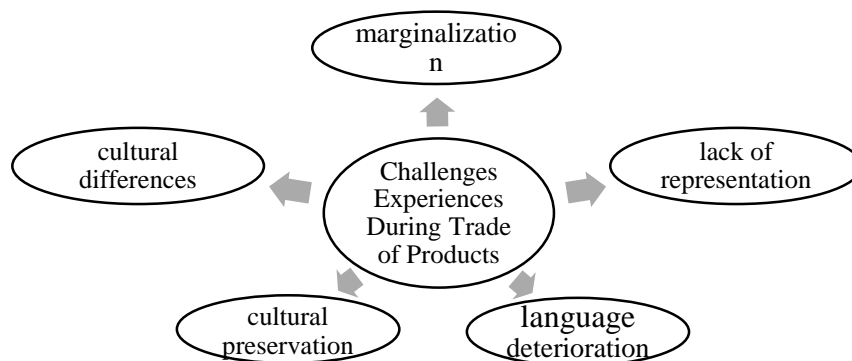 marginalizatio
n
cultural
differences
Challenges
Experiences
During Trade
of Products
lack of
representation
cultural
preservation
language
deterioration